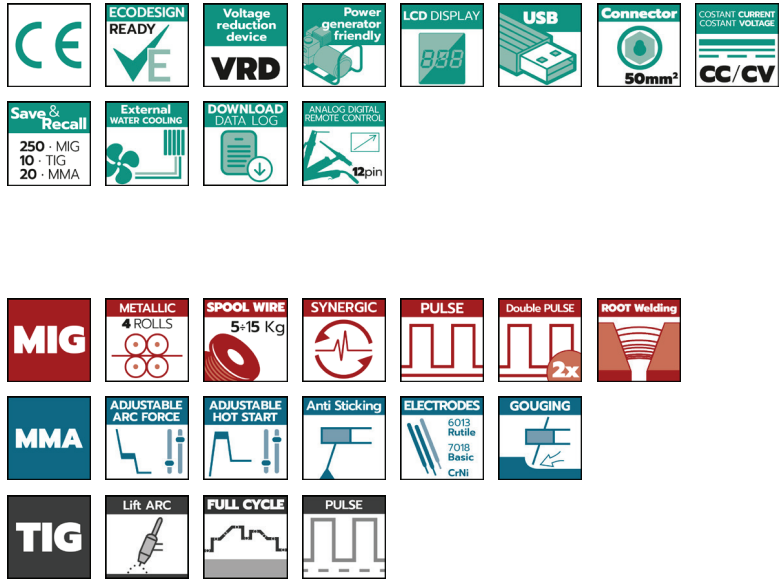 CE
ECODESIGN
READY
E
Voltage
reduction
device
VRD
Power
generator
friendly
LCD DISPLAY
838
USB
Connector
50mm²
COSTANT CURRENT
COSTANT VOLTAGE
CC/CV
Save &
Recall
250 · MIG
10 · TIG
20 · MMA
External
WATER COOLING
DOWNLOAD
DATA LOG
ANALOG DIGITAL
REMOTE CONTROL
12pin
MIG
METALLIC
4 ROLLS
SPOOL WIRE
5÷15 Kg
SYNERGIC
PULSE
Double PULSE
2x
ROOT Welding
MMA
ADJUSTABLE
ARC FORCE
ADJUSTABLE
HOT START
Anti Sticking
ELECTRODES
6013
Rutile
7018
Basic
CrNi
GOUGING
TIG
Lift ARC
FULL CYCLE
PULSE